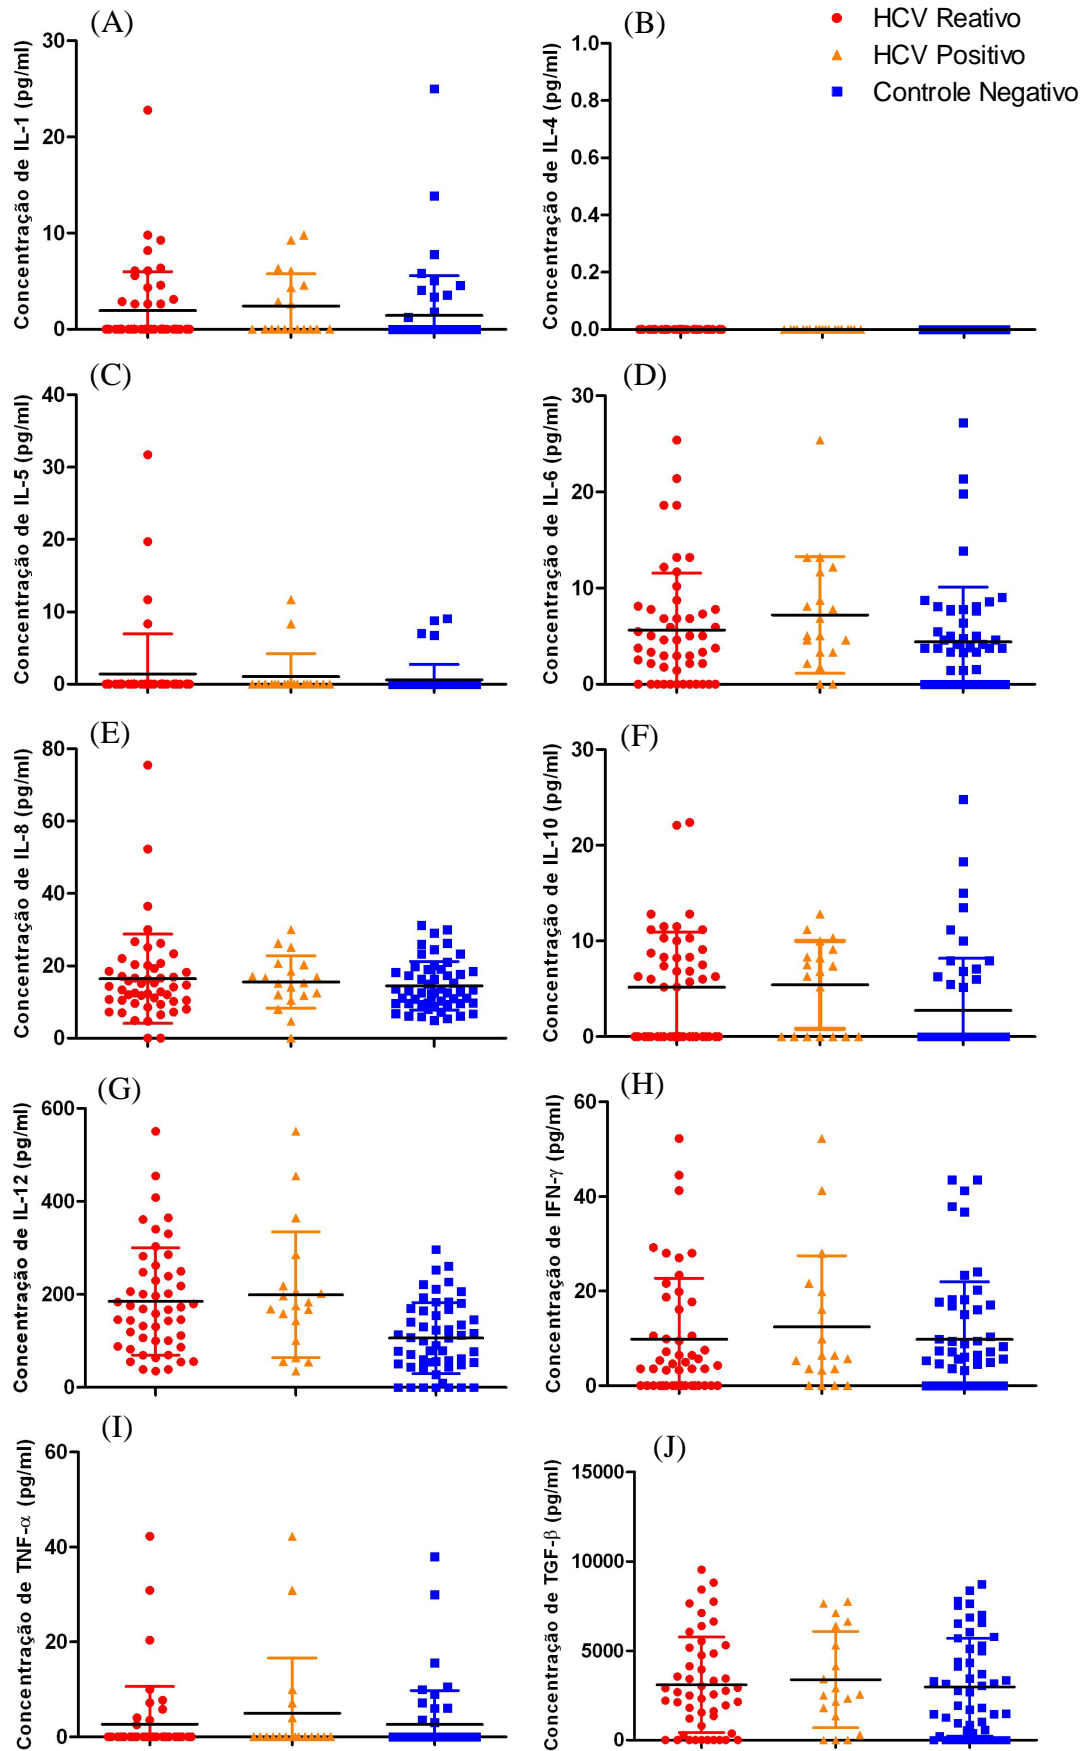 (A)
Concentração de IL-1 (pg/ml)
30
20
10
0
(B)
HCV Reativo
HCV Positivo
Controle Negativo
Concentração de IL-4 (pg/ml)
1.0
0.8
0.6
0.4
0.2
0.0
(C)
Concentração de IL-5 (pg/ml)
40
30
20
10
0
(D)
Concentração de IL-6 (pg/ml)
30
20
10
0
(E)
Concentração de IL-8 (pg/ml)
80
60
40
20
0
(F)
Concentração de IL-10 (pg/ml)
30
20
10
0
(G)
Concentração de IL-12 (pg/ml)
600
400
200
0
(H)
Concentração de IFN-γ (pg/ml)
60
40
20
0
(I)
Concentração de TNF-α (pg/ml)
60
40
20
0
(J)
Concentração de TGF-β (pg/ml)
15000
10000
5000
0